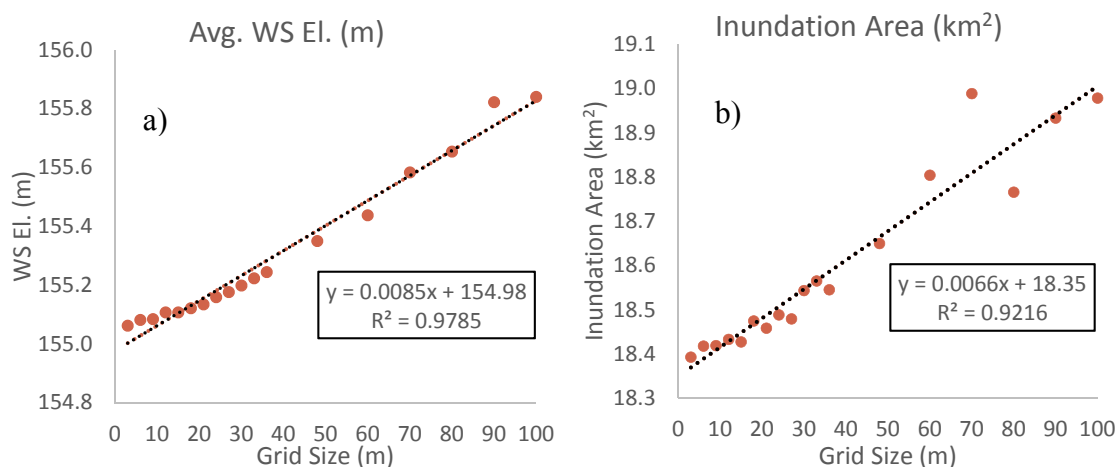 Avg. WS El. (m)
a)
WS El. (m)
156.0
155.8
155.6
155.4
155.2
155.0
154.8
y = 0.0085x + 154.98
R² = 0.9785
0 10 20 30 40 50 60 70 80 90 100
Grid Size (m)
Inundation Area (km²)
b)
Inundation Area (km²)
19.1
19.0
18.9
18.8
18.7
18.6
18.5
18.4
18.3
y = 0.0066x + 18.35
R² = 0.9216
0 10 20 30 40 50 60 70 80 90 100
Grid Size (m)